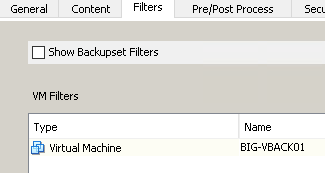 General Content Filters Pre/Post Process Secu
Show Backupset Filters
VM Filters
Type Name
Virtual Machine BIG-VBACK01